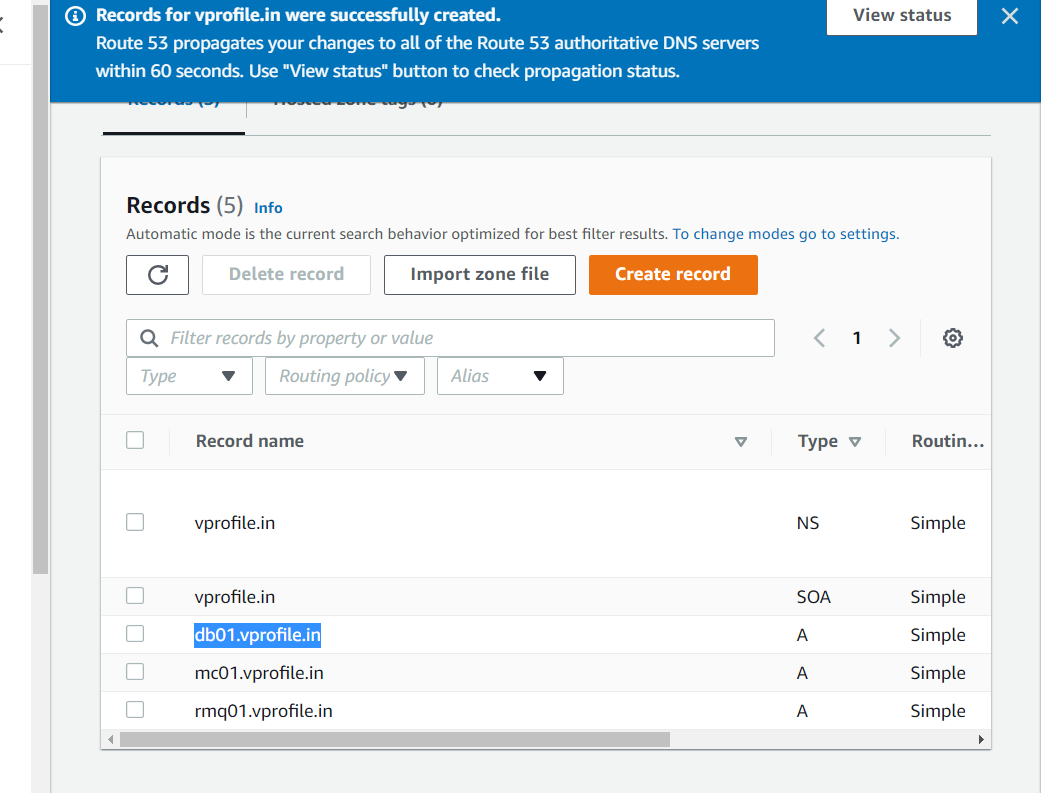 Records for vprofile.in were successfully created.
View status
Route 53 propagates your changes to all of the Route 53 authoritative DNS servers
within 60 seconds. Use "View status" button to check propagation status.
Records (5)
Hosted zone tags (0)
Records (5) Info
Automatic mode is the current search behavior optimized for best filter results. To change modes go to settings.
Delete record
Import zone file
Create record
Filter records by property or value
1
Type
Routing policy
Alias
Record name Type Routin...
vprofile.in NS Simple
vprofile.in SOA Simple
db01.vprofile.in A Simple
mc01.vprofile.in A Simple
rmq01.vprofile.in A Simple